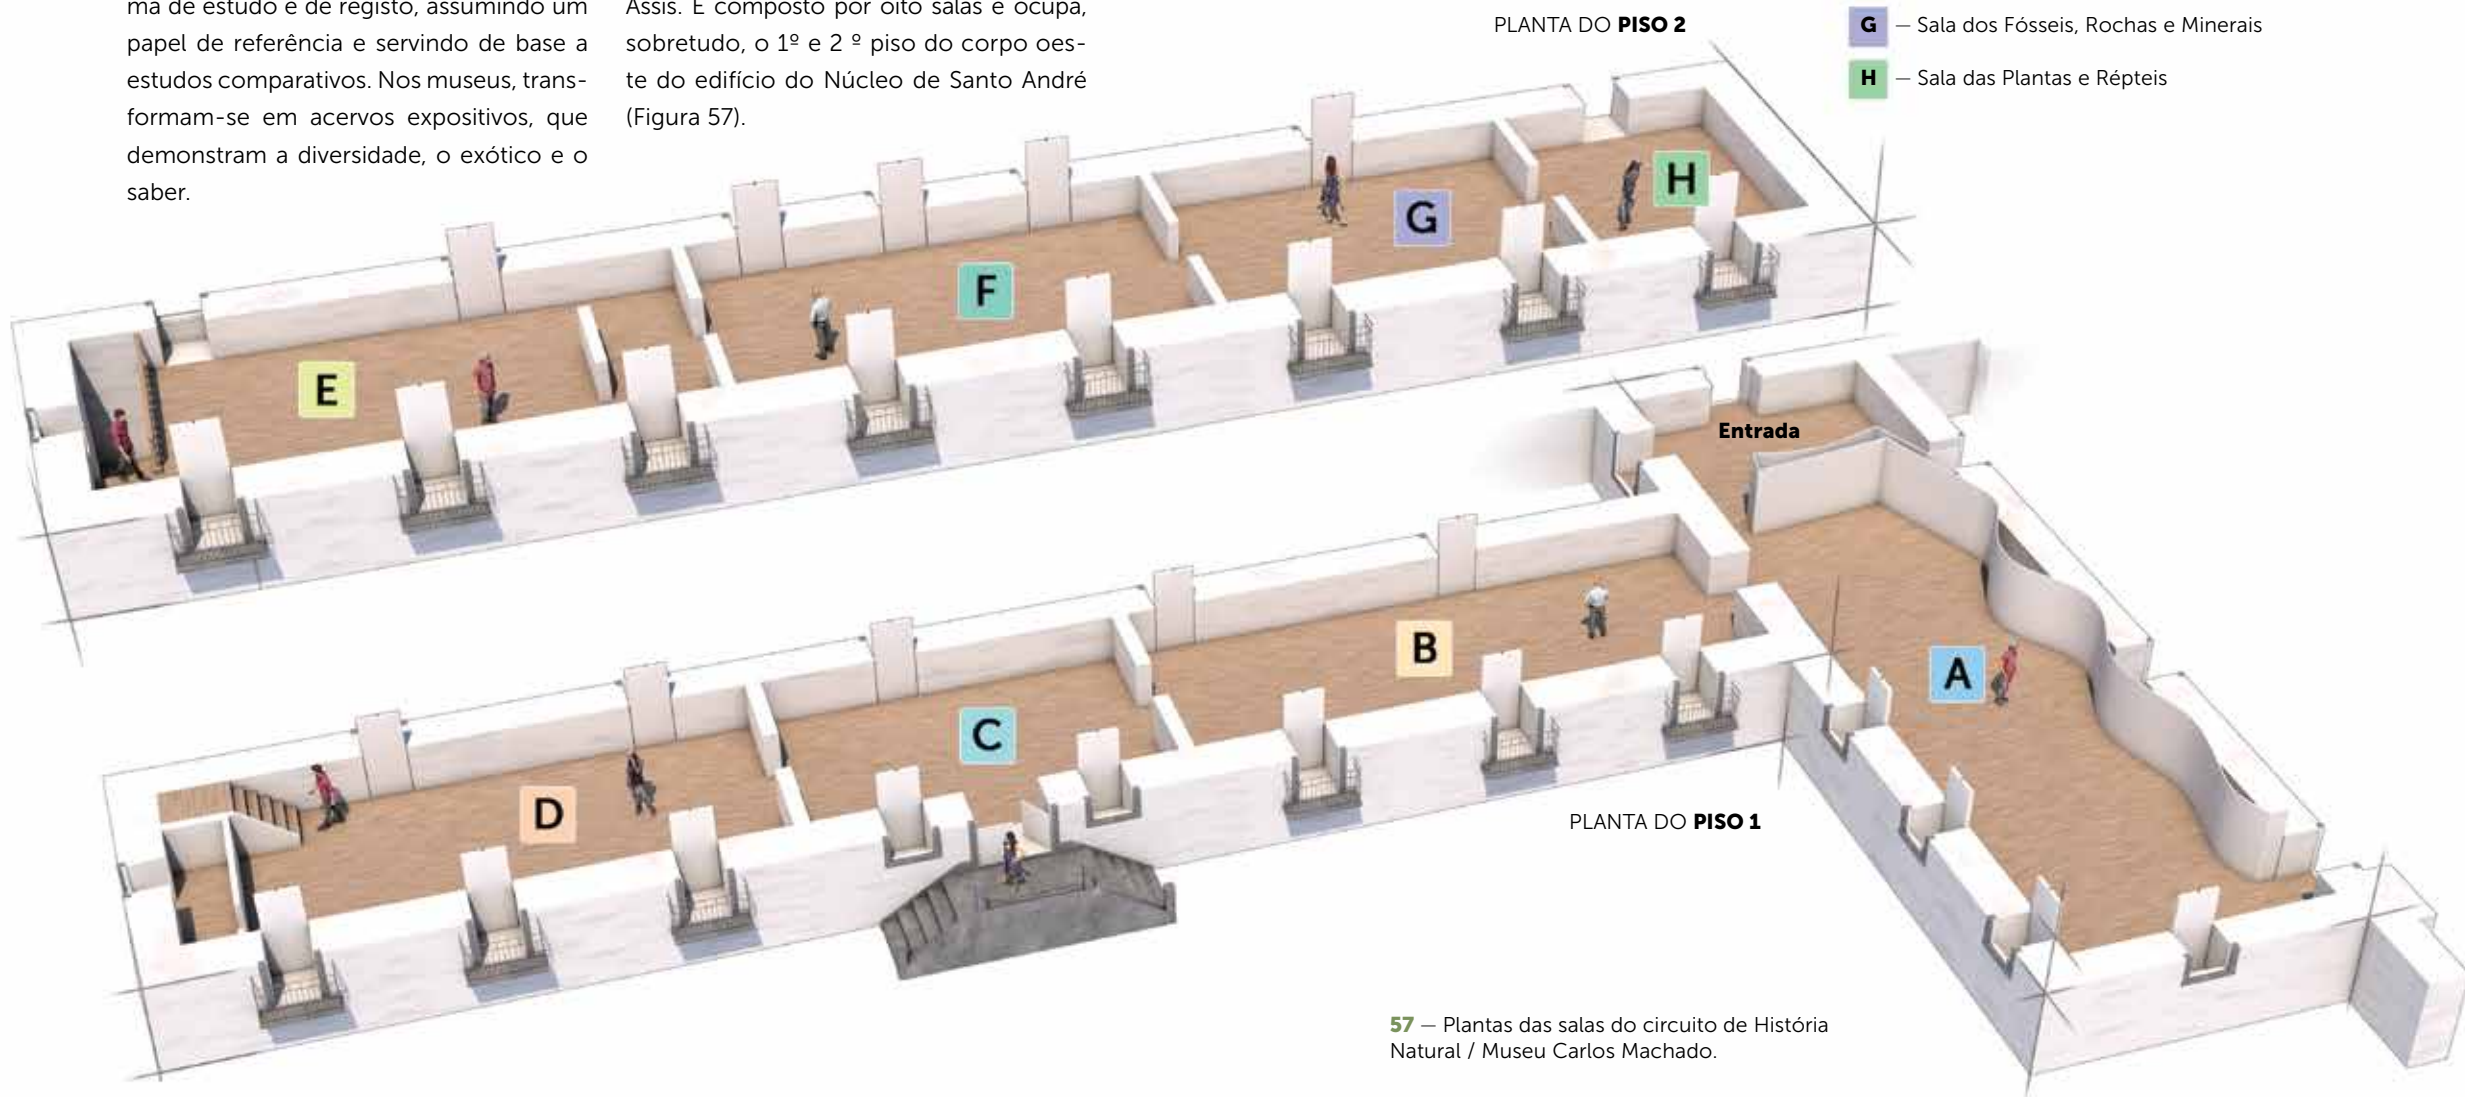 ma de estudo e de registo, assumindo um
papel de referência e servindo de base a
estudos comparativos. Nos museus, trans-
formam-se em acervos expositivos, que
demonstram a diversidade, o exótico e o
saber.
Assis. É composto por oito salas e ocupa,
sobretudo, o 1º e 2 º piso do corpo oes-
te do edifício do Núcleo de Santo André
(Figura 57).
PLANTA DO PISO 2
G — Sala dos Fósseis, Rochas e Minerais
H — Sala das Plantas e Répteis
H
G
F
E
Entrada
B
A
C
D
PLANTA DO PISO 1
57 — Plantas das salas do circuito de História
Natural / Museu Carlos Machado.